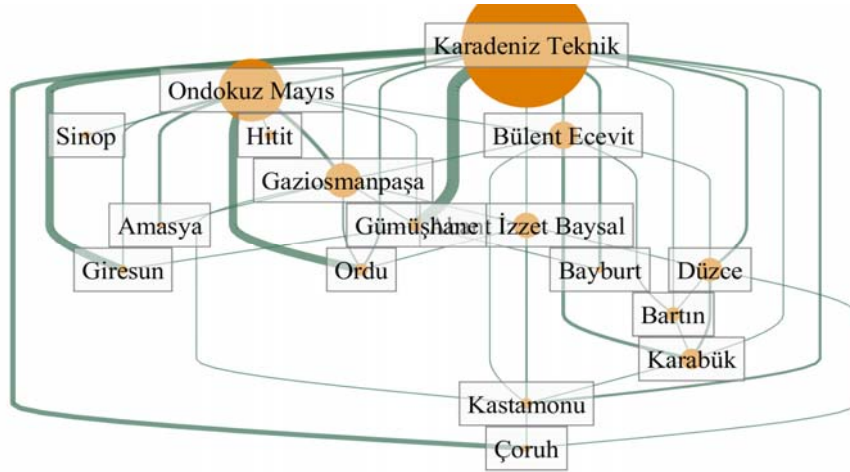 Karadeniz Teknik
Ondokuz Mayıs
Sinop
Hitit
Bülent Ecevit
Gaziosmanpaşa
Amasya
Gümüşhane
İzzet Baysal
Giresun
Ordu
Bayburt
Düzce
Bartın
Karabük
Kastamonu
Çoruh